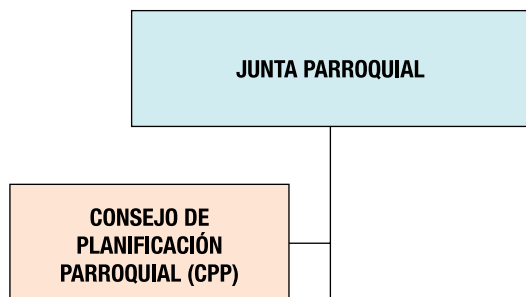 JUNTA PARROQUIAL
CONSEJO DE
PLANIFICACIÓN
PARROQUIAL (CPP)